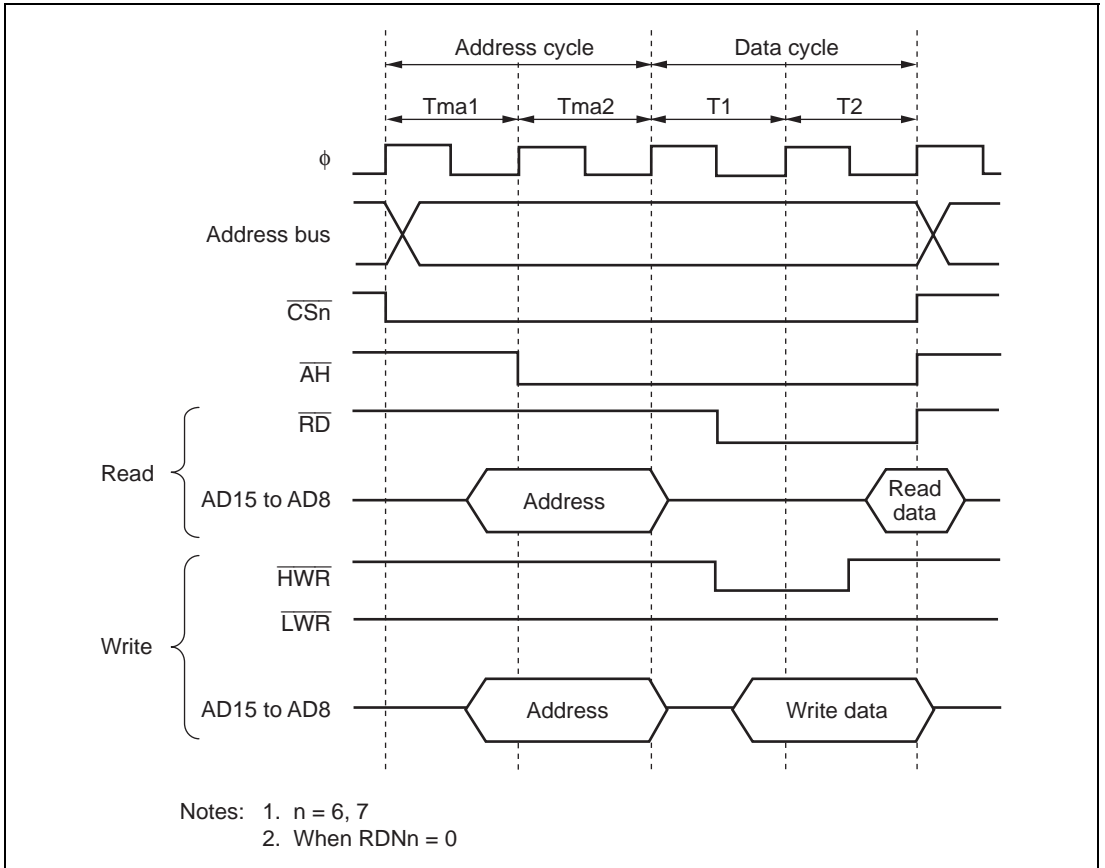 Address cycle Data cycle
Tma1 Tma2 T1 T2
ϕ
Address bus
CSn
AH
RD
Read
AD15 to AD8 Address Read data
HWR
LWR
Write
AD15 to AD8 Address Write data
Notes: 1. n = 6, 7
2. When RDNn = 0